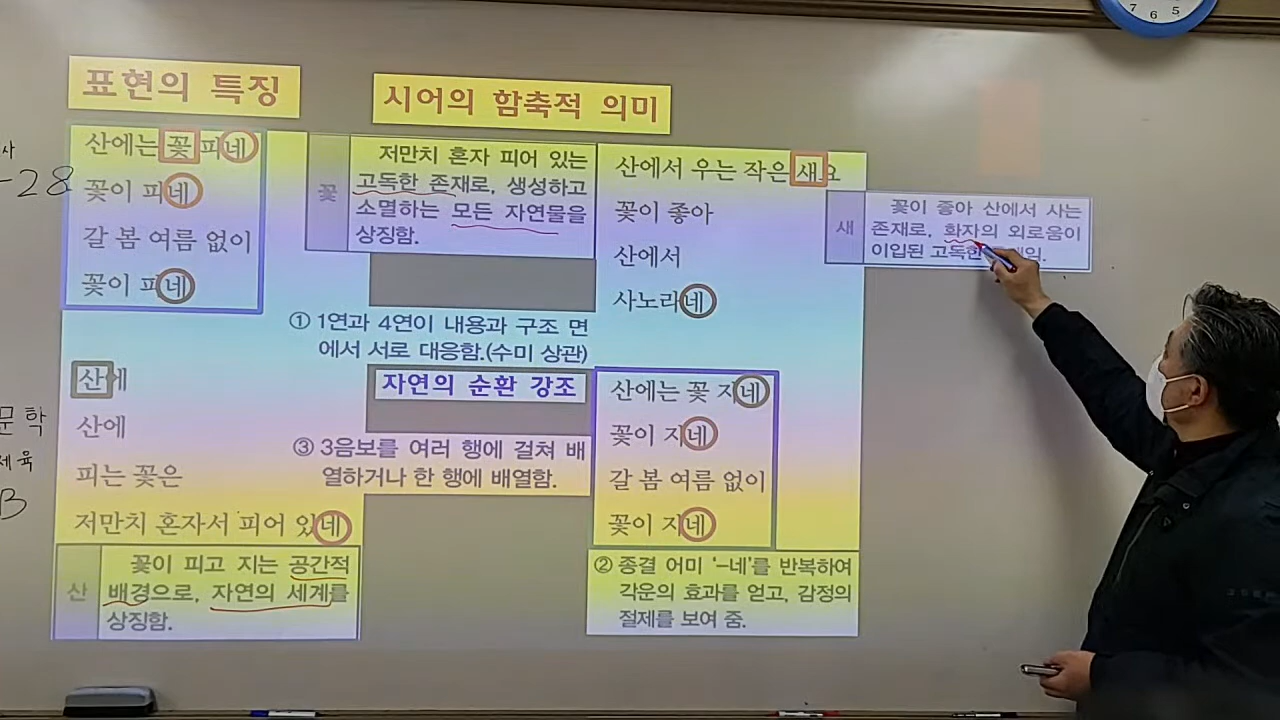 표현의 특징
시어의 함축적 의미
산에는 꽃 피네
꽃이 피네
갈 봄 여름 없이
꽃이 피네
꽃
저만치 혼자 피어 있는
고독한 존재로, 생성하고
소멸하는 모든 자연물을
상징함.
① 1연과 4연이 내용과 구조 면
에서 서로 대응함.(수미 상관)
자연의 순환 강조
산에
산에
피는 꽃은
저만치 혼자서 피어 있네
③ 3음보를 여러 행에 걸쳐 배
열하거나 한 행에 배열함.
산
꽃이 피고 지는 공간적
배경으로, 자연의 세계를
상징함.
산에서 우는 작은 새요
꽃이 좋아
산에서
사노라네
새
꽃이 좋아 산에서 사는
존재로, 화자의 외로움이
이입된 고독한
산에는 꽃 지네
꽃이 지네
갈 봄 여름 없이
꽃이 지네
② 종결 어미 '–네'를 반복하여
각운의 효과를 얻고, 감정의
절제를 보여 줌.
사
-28
문학
B
7 6 5